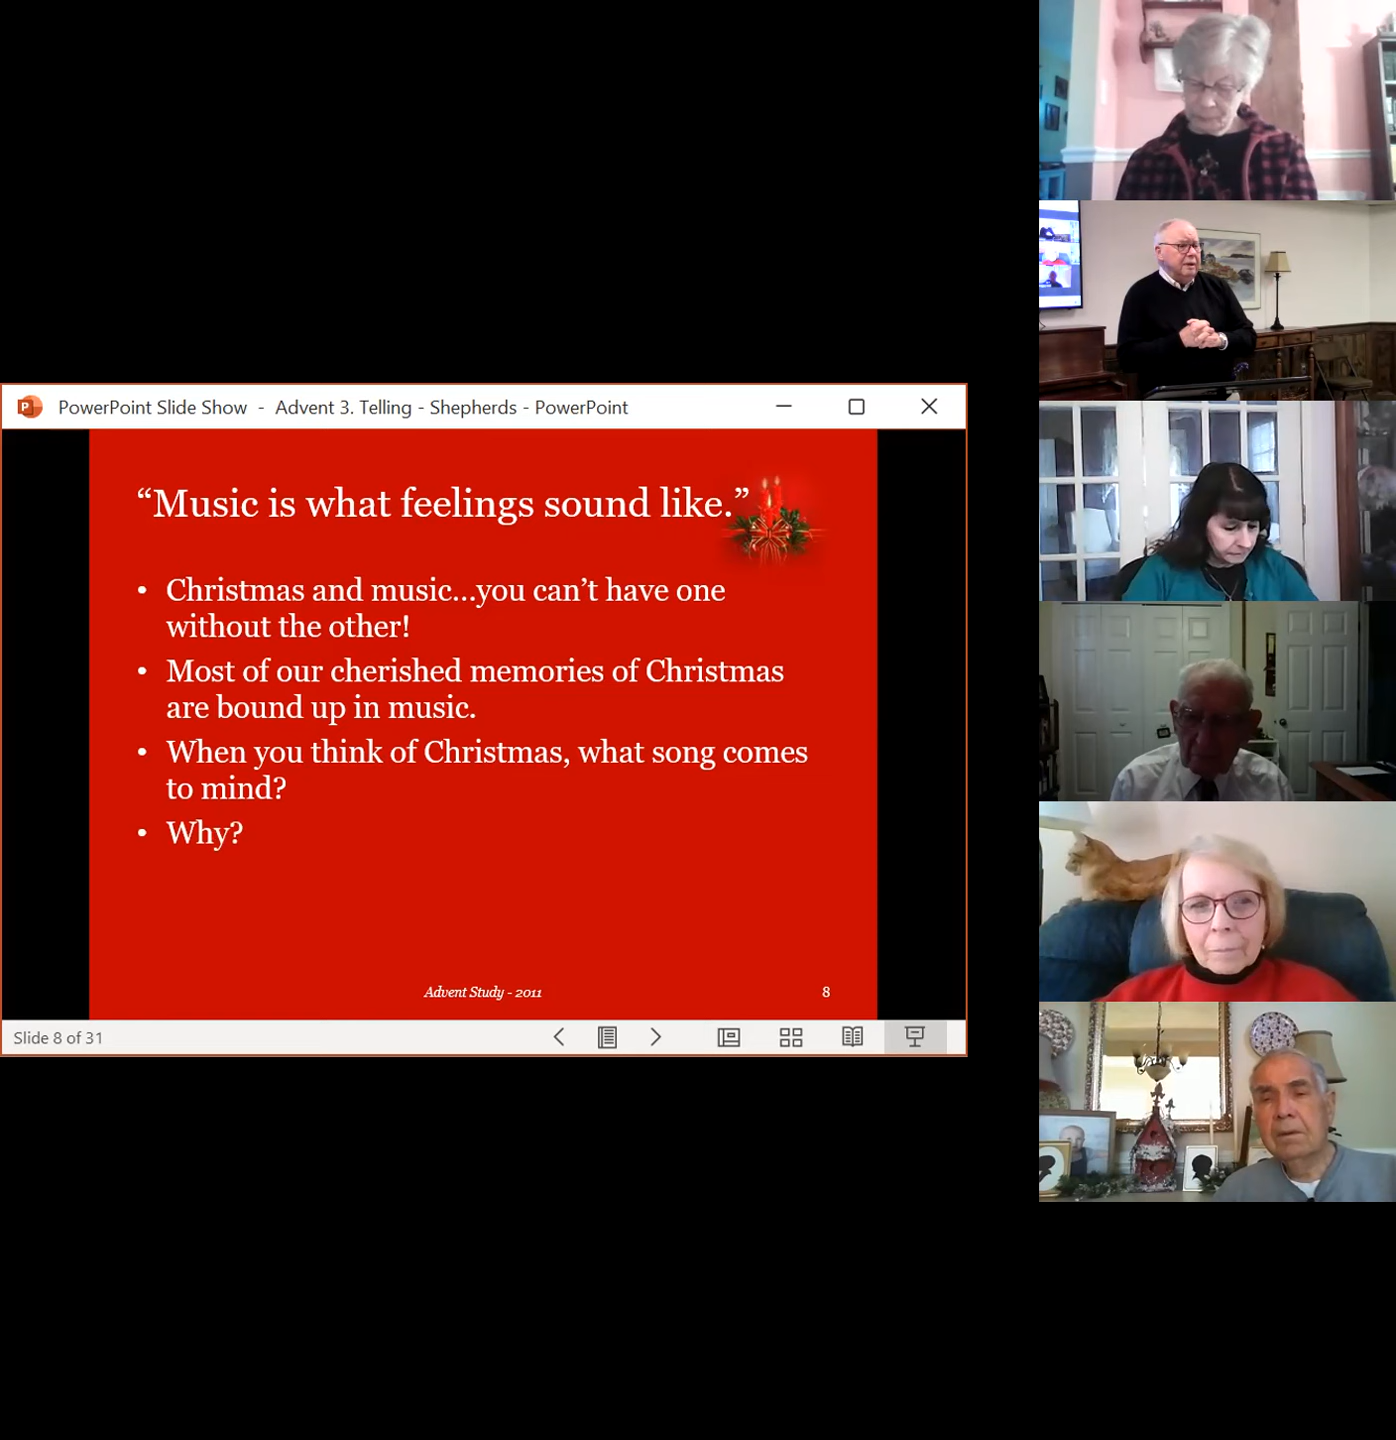 PowerPoint Slide Show - Advent 3. Telling - Shepherds - PowerPoint
“Music is what feelings sound like.”
• Christmas and music...you can’t have one
without the other!
• Most of our cherished memories of Christmas
are bound up in music.
• When you think of Christmas, what song comes
to mind?
• Why?
Advent Study - 2011
8
Slide 8 of 31